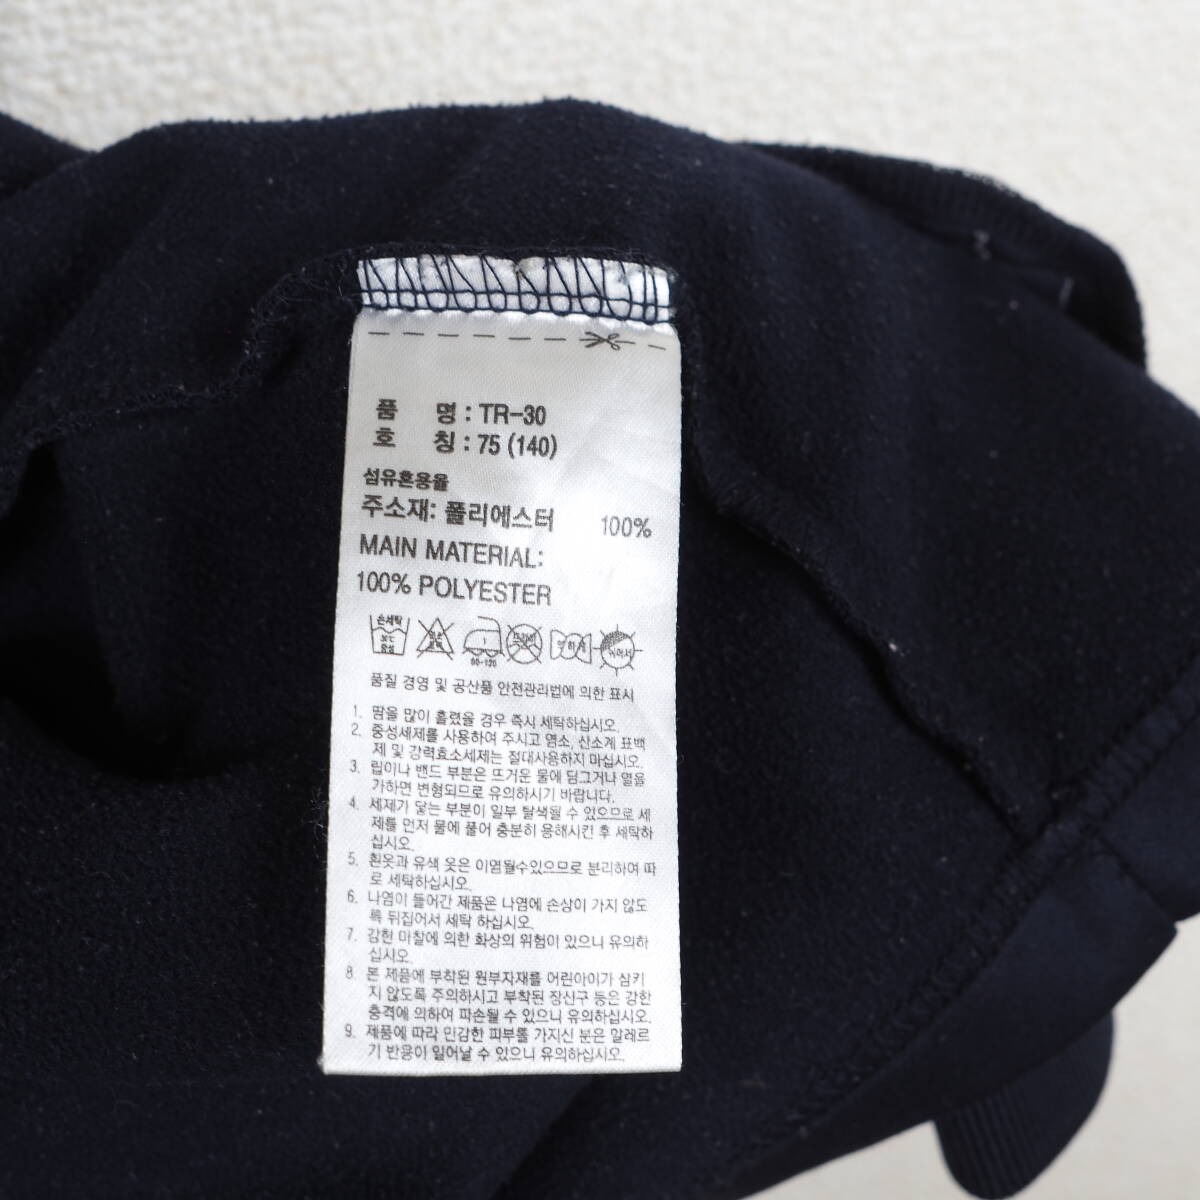 품 명 : TR-30
호 칭 : 75 (140)
섬유혼용율
주소재: 폴리에스터 100%
MAIN MATERIAL:
100% POLYESTER
손세탁
30℃
중성
1
80-120
드라이
뉘어서
품질 경영 및 공산품 안전관리법에 의한 표시
1. 땀을 많이 흘렸을 경우 즉시 세탁하십시오.
2. 중성세제를 사용하여 주시고 염소, 산소계 표백
제 및 강력효소세제는 절대사용하지 마십시오.
3. 립이나 밴드 부분은 뜨거운 물에 담그거나 열을
가하면 변형되므로 유의하시기 바랍니다.
4. 세제가 닿는 부분이 일부 탈색될 수 있으므로 세
제를 먼저 물에 풀어 충분히 용해시킨 후 세탁하
십시오.
5. 흰옷과 유색 옷은 이염될수있으므로 분리하여 따
로 세탁하십시오.
6. 나염이 들어간 제품은 나염에 손상이 가지 않도
록 뒤집어서 세탁 하십시오.
7. 강현 마찰에 의한 화상의 위험이 있으니 유의하
십시오.
8. 본 제품에 부착된 원부자재를 어린아이가 삼키
지 않도록 주의하시고 부착된 장신구 등은 강한
충격에 의하여 파손될 수 있으니 유의하십시오.
9. 제품에 따라 민감한 피부를 가지신 분은 알레르
기 반응이 일어날 수 있으니 유의하십시오.